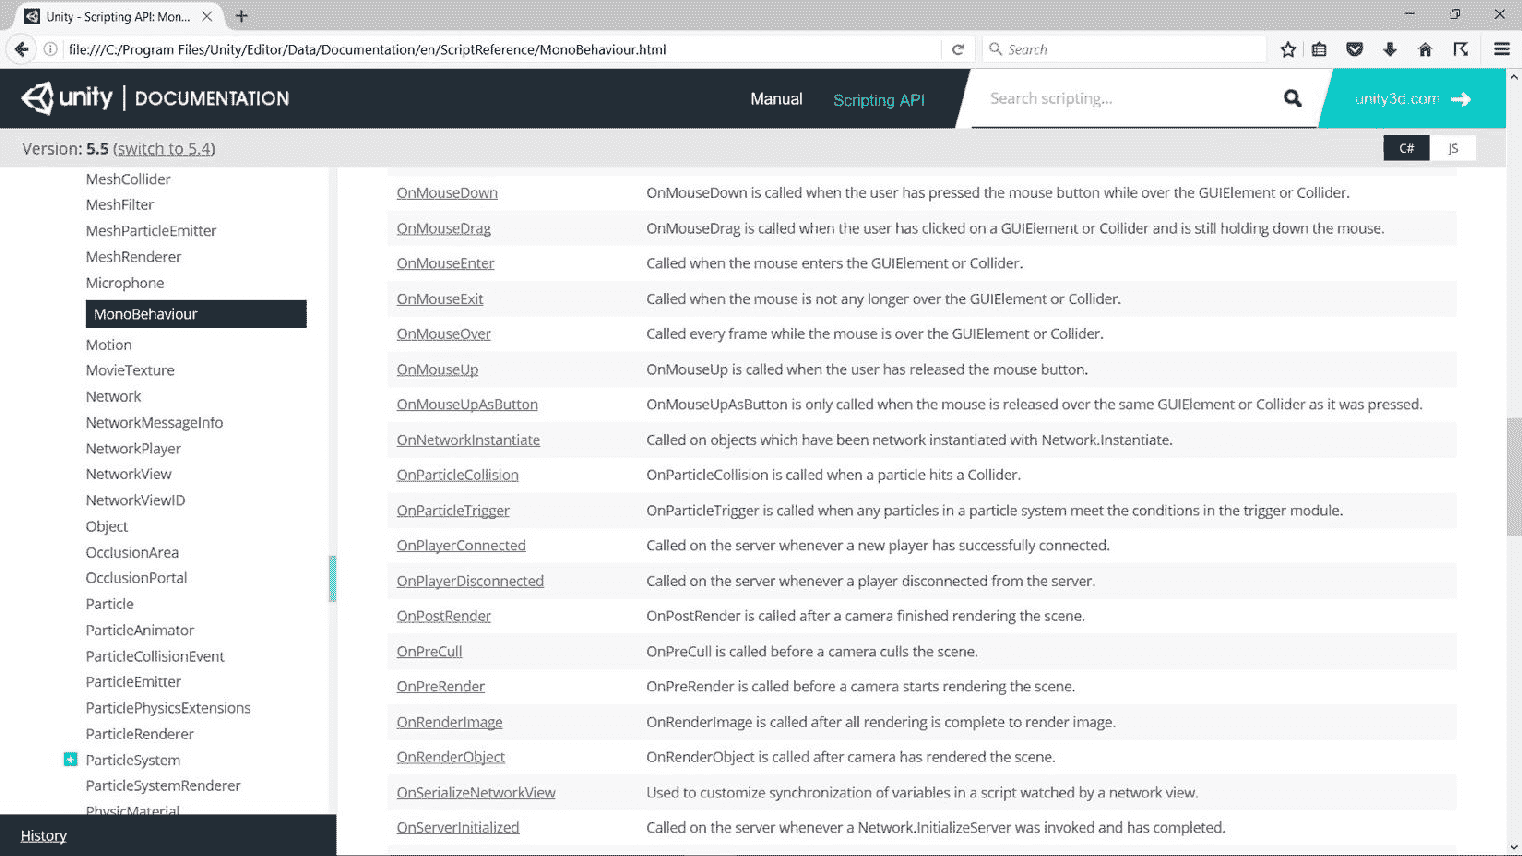 Unity - Scripting API: Mon...
file:///C:/Program Files/Unity/Editor/Data/Documentation/en/ScriptReference/MonoBehaviour.html
Search
unity | DOCUMENTATION
Manual
Scripting API
Search scripting...
unity3d.com
Version: 5.5 (switch to 5.4)
C#
JS
MeshCollider
MeshFilter
MeshParticleEmitter
MeshRenderer
Microphone
MonoBehaviour
Motion
MovieTexture
Network
NetworkMessageInfo
NetworkPlayer
NetworkView
NetworkViewID
Object
OcclusionArea
OcclusionPortal
Particle
ParticleAnimator
ParticleCollisionEvent
ParticleEmitter
ParticlePhysicsExtensions
ParticleRenderer
ParticleSystem
ParticleSystemRenderer
PhysicMaterial
History
OnMouseDown OnMouseDown is called when the user has pressed the mouse button while over the GUIElement or Collider.
OnMouseDrag OnMouseDrag is called when the user has clicked on a GUIElement or Collider and is still holding down the mouse.
OnMouseEnter Called when the mouse enters the GUIElement or Collider.
OnMouseExit Called when the mouse is not any longer over the GUIElement or Collider.
OnMouseOver Called every frame while the mouse is over the GUIElement or Collider.
OnMouseUp OnMouseUp is called when the user has released the mouse button.
OnMouseUpAsButton OnMouseUpAsButton is only called when the mouse is released over the same GUIElement or Collider as it was pressed.
OnNetworkInstantiate Called on objects which have been network instantiated with Network.Instantiate.
OnParticleCollision OnParticleCollision is called when a particle hits a Collider.
OnParticleTrigger OnParticleTrigger is called when any particles in a particle system meet the conditions in the trigger module.
OnPlayerConnected Called on the server whenever a new player has successfully connected.
OnPlayerDisconnected Called on the server whenever a player disconnected from the server.
OnPostRender OnPostRender is called after a camera finished rendering the scene.
OnPreCull OnPreCull is called before a camera culls the scene.
OnPreRender OnPreRender is called before a camera starts rendering the scene.
OnRenderImage OnRenderImage is called after all rendering is complete to render image.
OnRenderObject OnRenderObject is called after camera has rendered the scene.
OnSerializeNetworkView Used to customize synchronization of variables in a script watched by a network view.
OnServerInitialized Called on the server whenever a Network.InitializeServer was invoked and has completed.